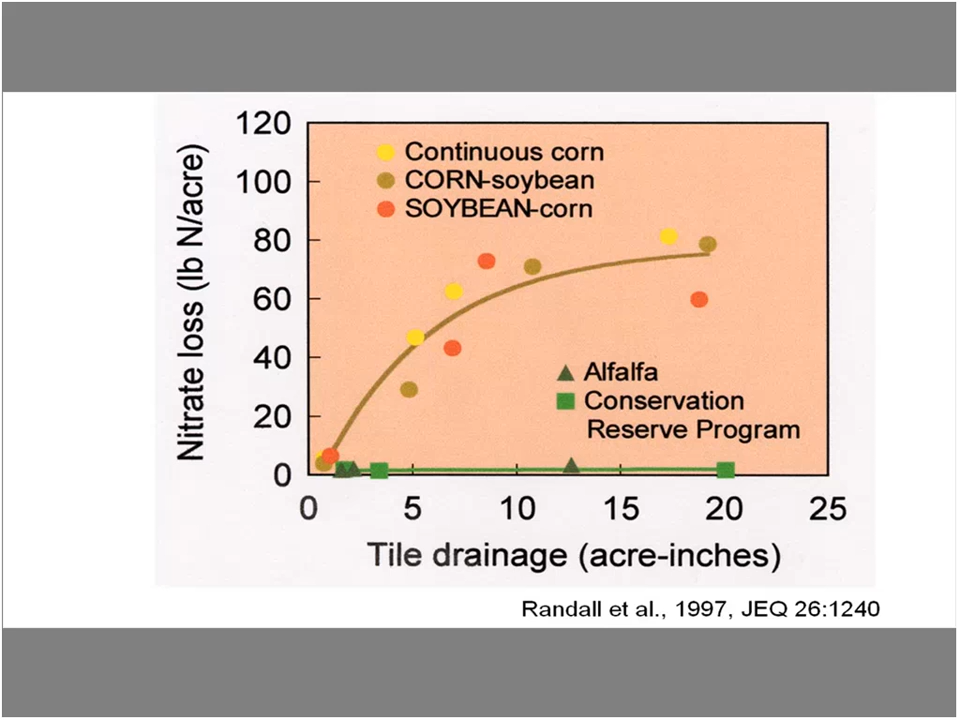 120
100
80
60
40
20
0
Nitrate loss (lb N/acre)
Continuous corn
CORN-soybean
SOYBEAN-corn
Alfalfa
Conservation
Reserve Program
0 5 10 15 20 25
Tile drainage (acre-inches)
Randall et al., 1997, JEQ 26:1240